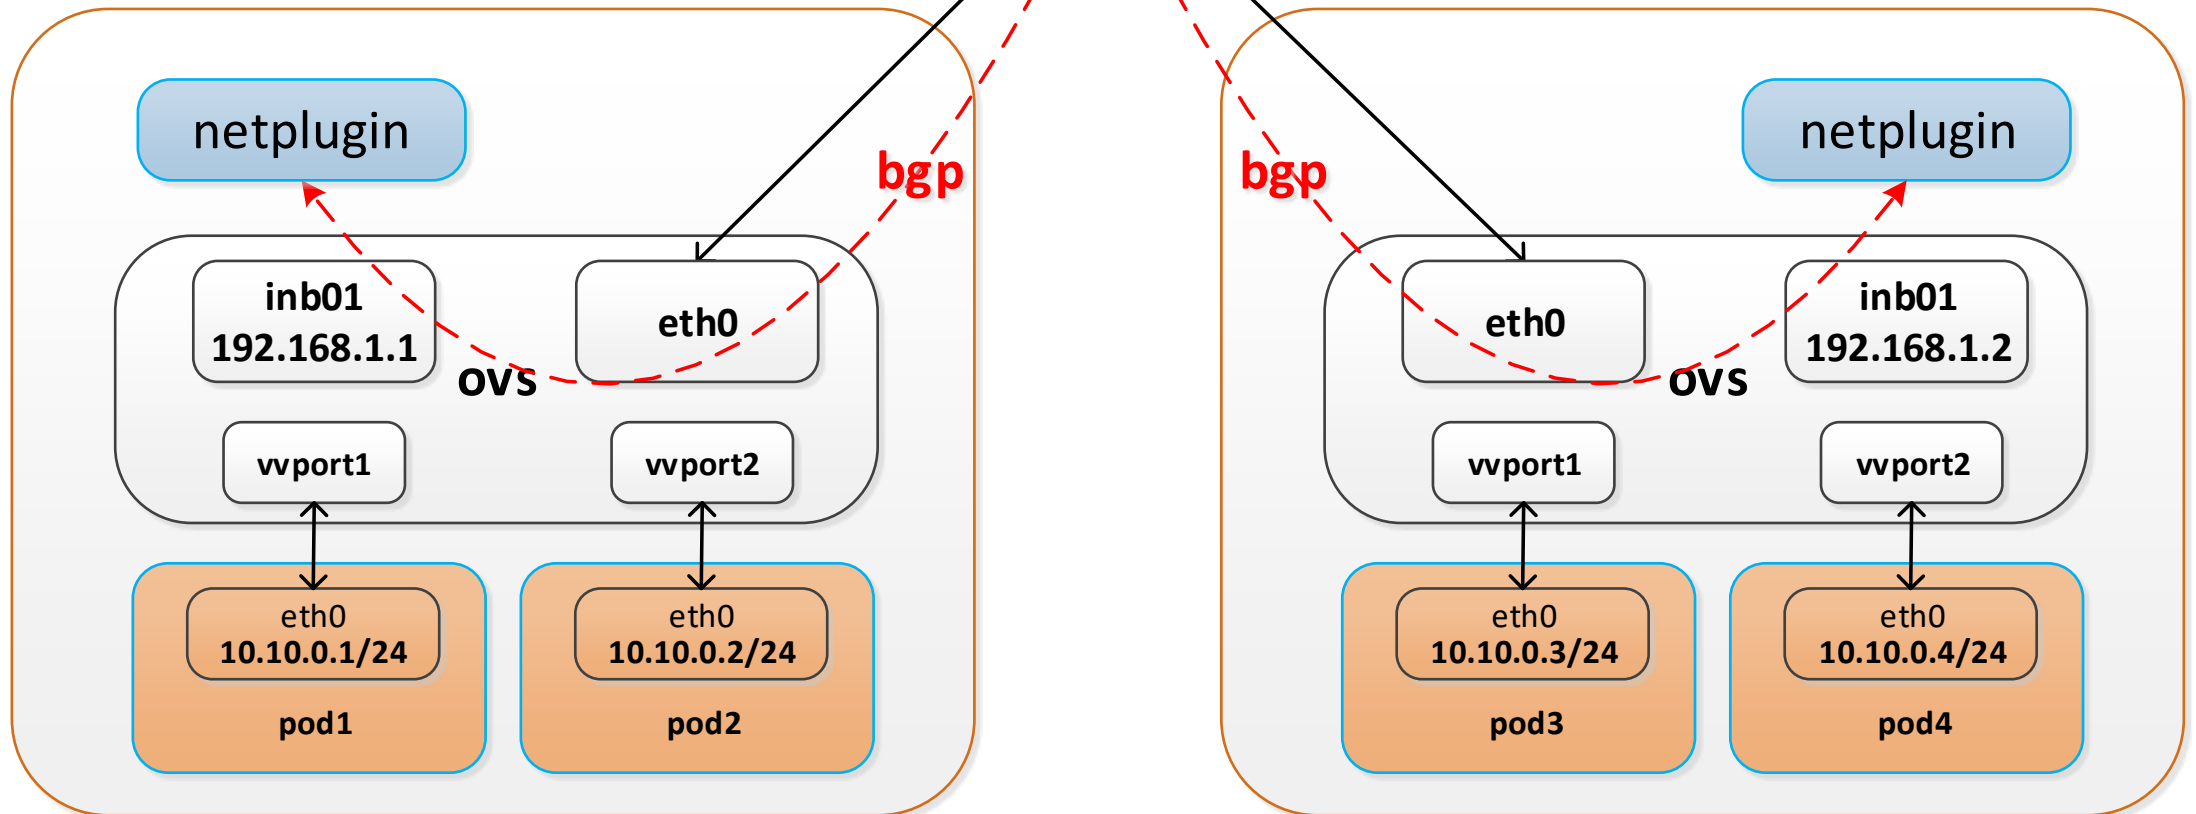 netplugin
bgp
inb01
192.168.1.1
eth0
ovs
vvport1
vvport2
eth0
10.10.0.1/24
pod1
eth0
10.10.0.2/24
pod2
bgp
netplugin
eth0
inb01
192.168.1.2
ovs
vvport1
vvport2
eth0
10.10.0.3/24
pod3
eth0
10.10.0.4/24
pod4